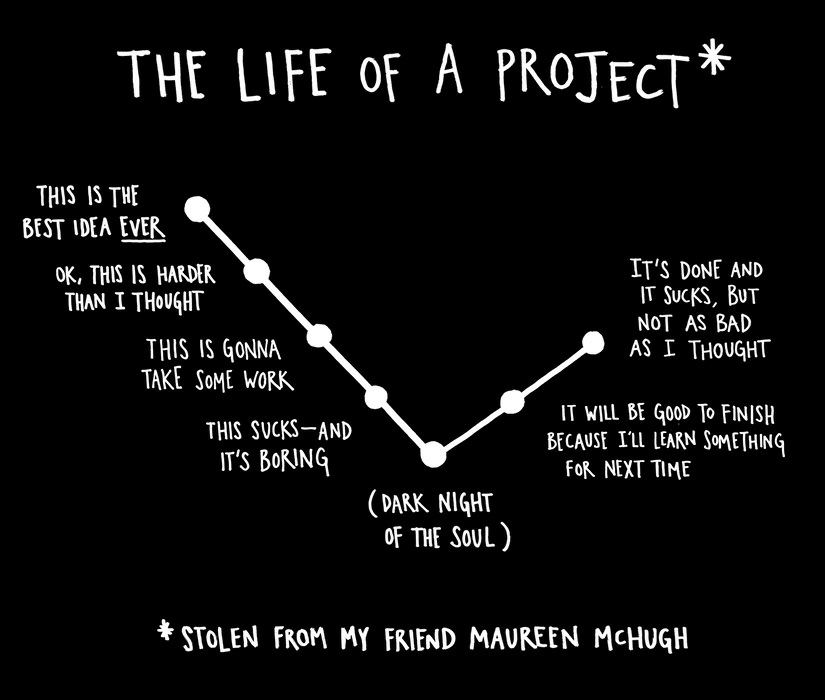 THE LIFE OF A PROJECT*
THIS IS THE
BEST IDEA EVER
OK, THIS IS HARDER
THAN I THOUGHT
THIS IS GONNA
TAKE SOME WORK
THIS SUCKS—AND
IT'S BORING
(DARK NIGHT
OF THE SOUL)
IT WILL BE GOOD TO FINISH
BECAUSE I'LL LEARN SOMETHING
FOR NEXT TIME
IT'S DONE AND
IT SUCKS, BUT
NOT AS BAD
AS I THOUGHT
*STOLEN FROM MY FRIEND MAUREEN McHUGH